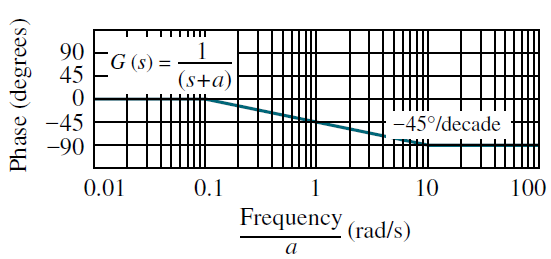 Phase (degrees)
90
45
0
−45
−90
G (s) = 1
(s+a)
−45°/decade
0.01 0.1 1 10 100
Frequency
a
(rad/s)